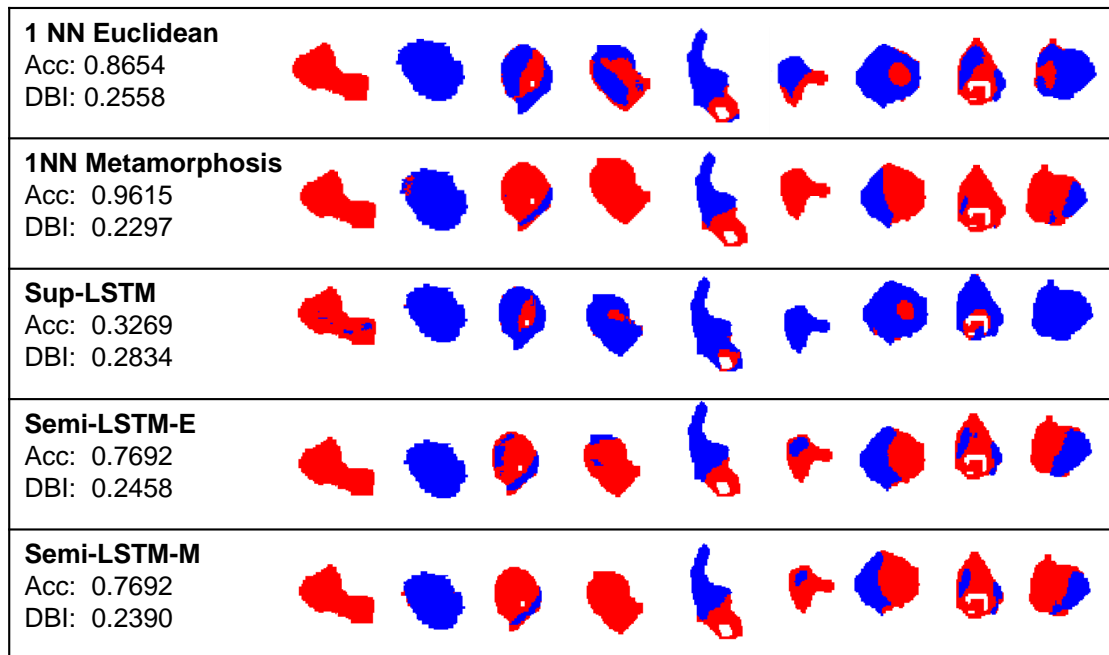 1 NN Euclidean
Acc: 0.8654
DBI: 0.2558
1NN Metamorphosis
Acc: 0.9615
DBI: 0.2297
Sup-LSTM
Acc: 0.3269
DBI: 0.2834
Semi-LSTM-E
Acc: 0.7692
DBI: 0.2458
Semi-LSTM-M
Acc: 0.7692
DBI: 0.2390